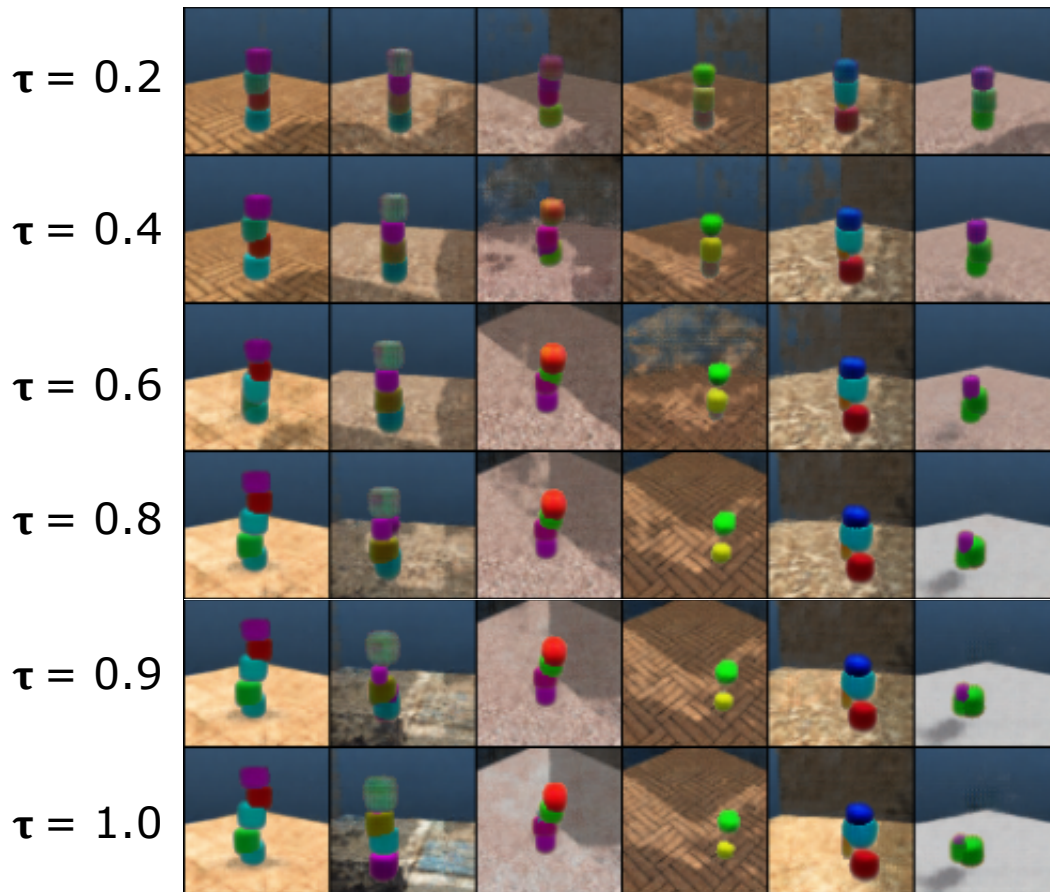 τ = 0.2
τ = 0.4
τ = 0.6
τ = 0.8
τ = 0.9
τ = 1.0